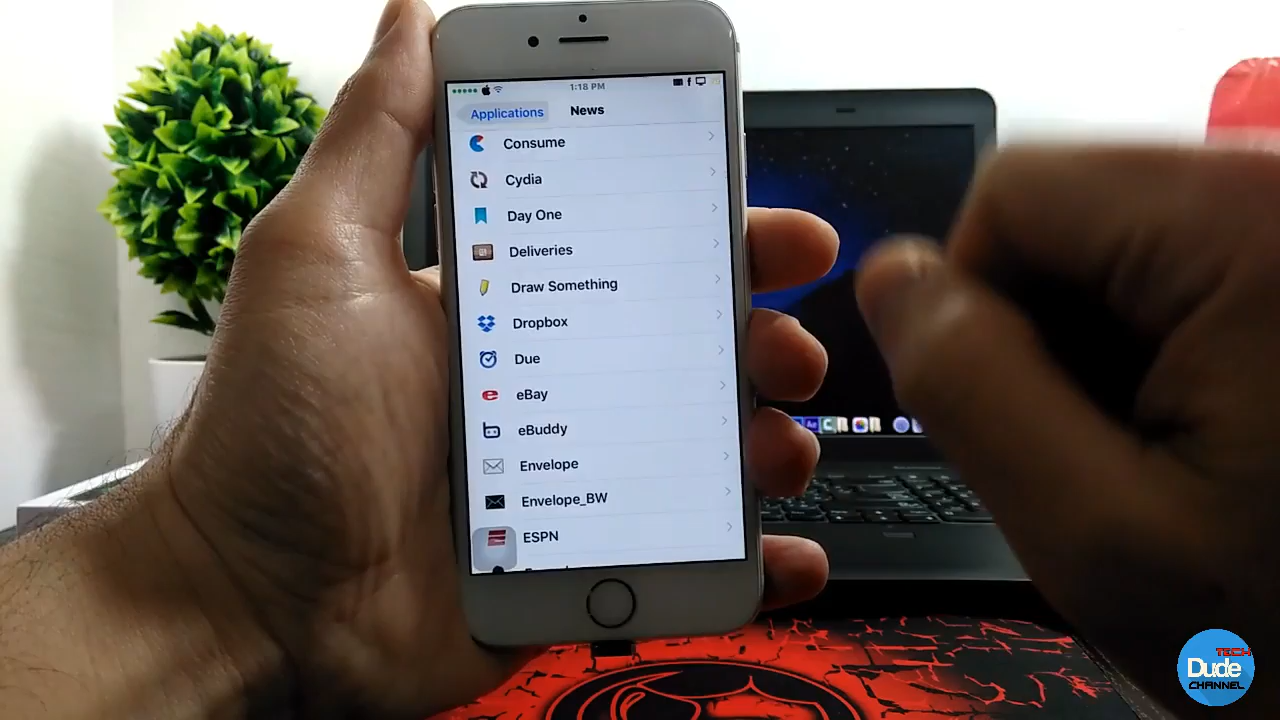 1:18 PM
Applications News
Consume
Cydia
Day One
Deliveries
Draw Something
Dropbox
Due
eBay
eBuddy
Envelope
Envelope_BW
ESPN
TECH
Dude
CHANNEL